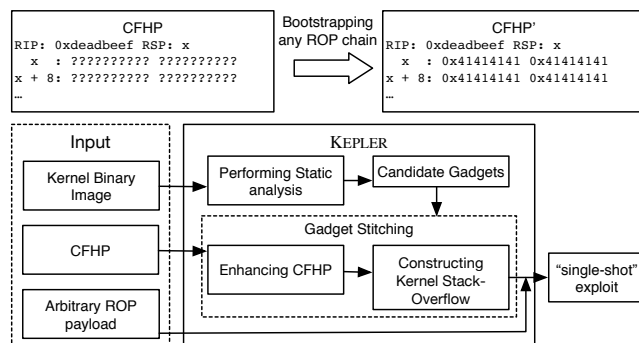 CFHP
RIP: 0xdeadbeef RSP: x
x : ?????????? ??????????
x + 8: ?????????? ??????????
…
Bootstrapping
any ROP chain
CFHP’
RIP: 0xdeadbeef RSP: x
x : 0x41414141 0x41414141
x + 8: 0x41414141 0x41414141
…
Input
Kernel Binary
Image
CFHP
Arbitrary ROP
payload
KEPLER
Performing Static
analysis
Candidate Gadgets
Gadget Stitching
Enhancing CFHP
Constructing
Kernel Stack-
Overflow
“single-shot”
exploit